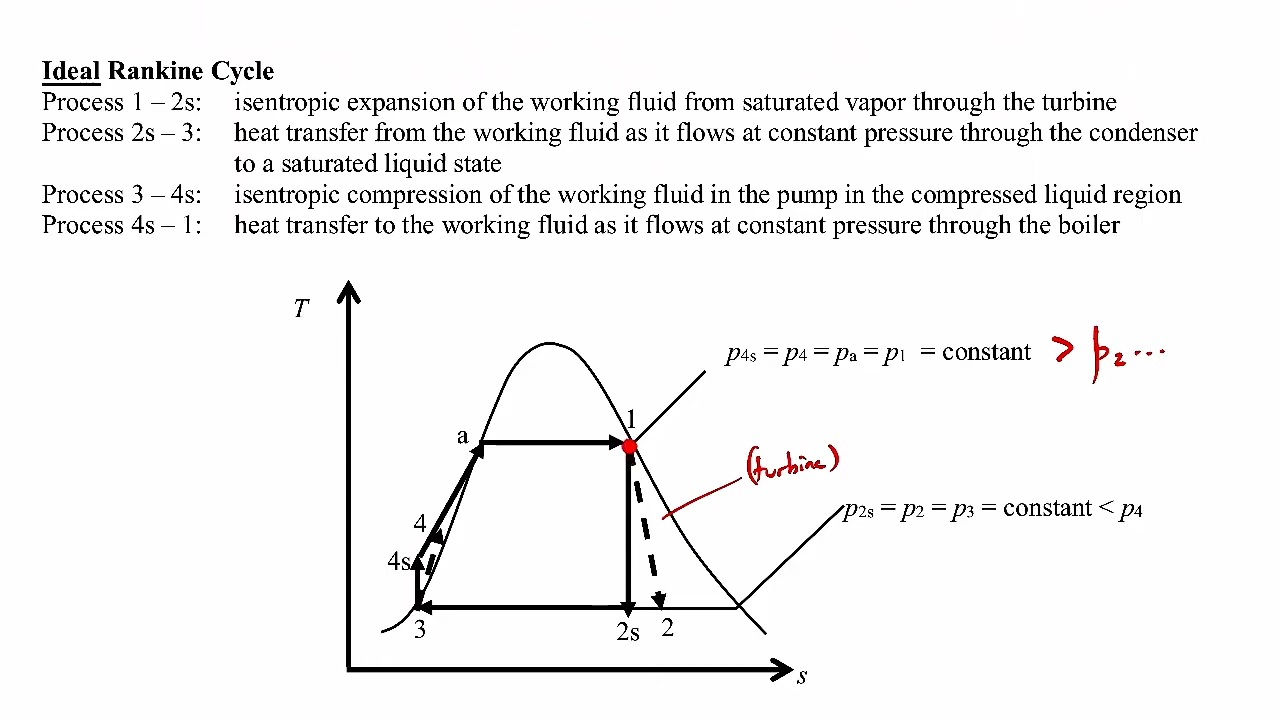 Ideal Rankine Cycle
Process 1 – 2s: isentropic expansion of the working fluid from saturated vapor through the turbine
Process 2s – 3: heat transfer from the working fluid as it flows at constant pressure through the condenser
to a saturated liquid state
Process 3 – 4s: isentropic compression of the working fluid in the pump in the compressed liquid region
Process 4s – 1: heat transfer to the working fluid as it flows at constant pressure through the boiler
T
p4s = p4 = pa = p1 = constant > p2 ...
1
a
(turbine)
p2s = p2 = p3 = constant < p4
4
4s
3
2s
2
s